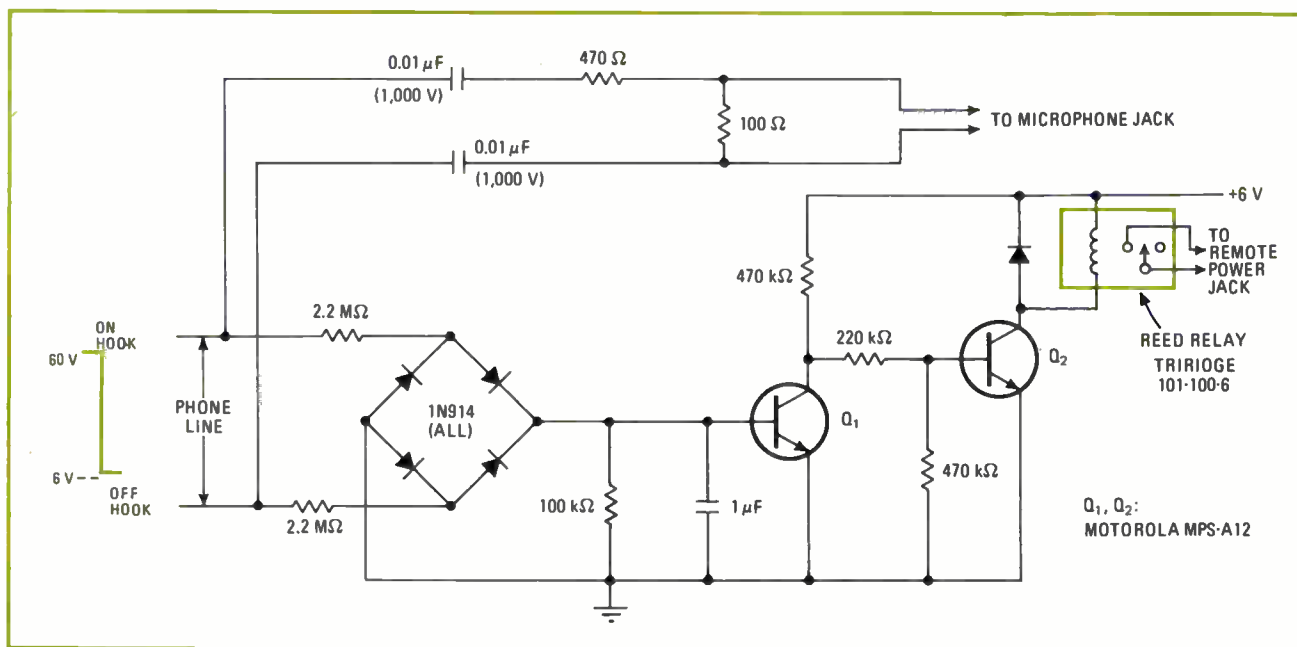 0.01 µF
(1,000 V)
470 Ω
100 Ω
TO MICROPHONE JACK
0.01 µF
(1,000 V)
+6 V
TO
REMOTE
POWER
JACK
470 kΩ
REED RELAY
TRIRIOGE
101-100-6
2.2 MΩ
ON
HOOK
60 V
220 kΩ
Q2
PHONE
LINE
1N914
(ALL)
Q1
6 V--
OFF
HOOK
2.2 MΩ
100 kΩ
1 µF
470 kΩ
Q1, Q2:
MOTOROLA MPS-A12